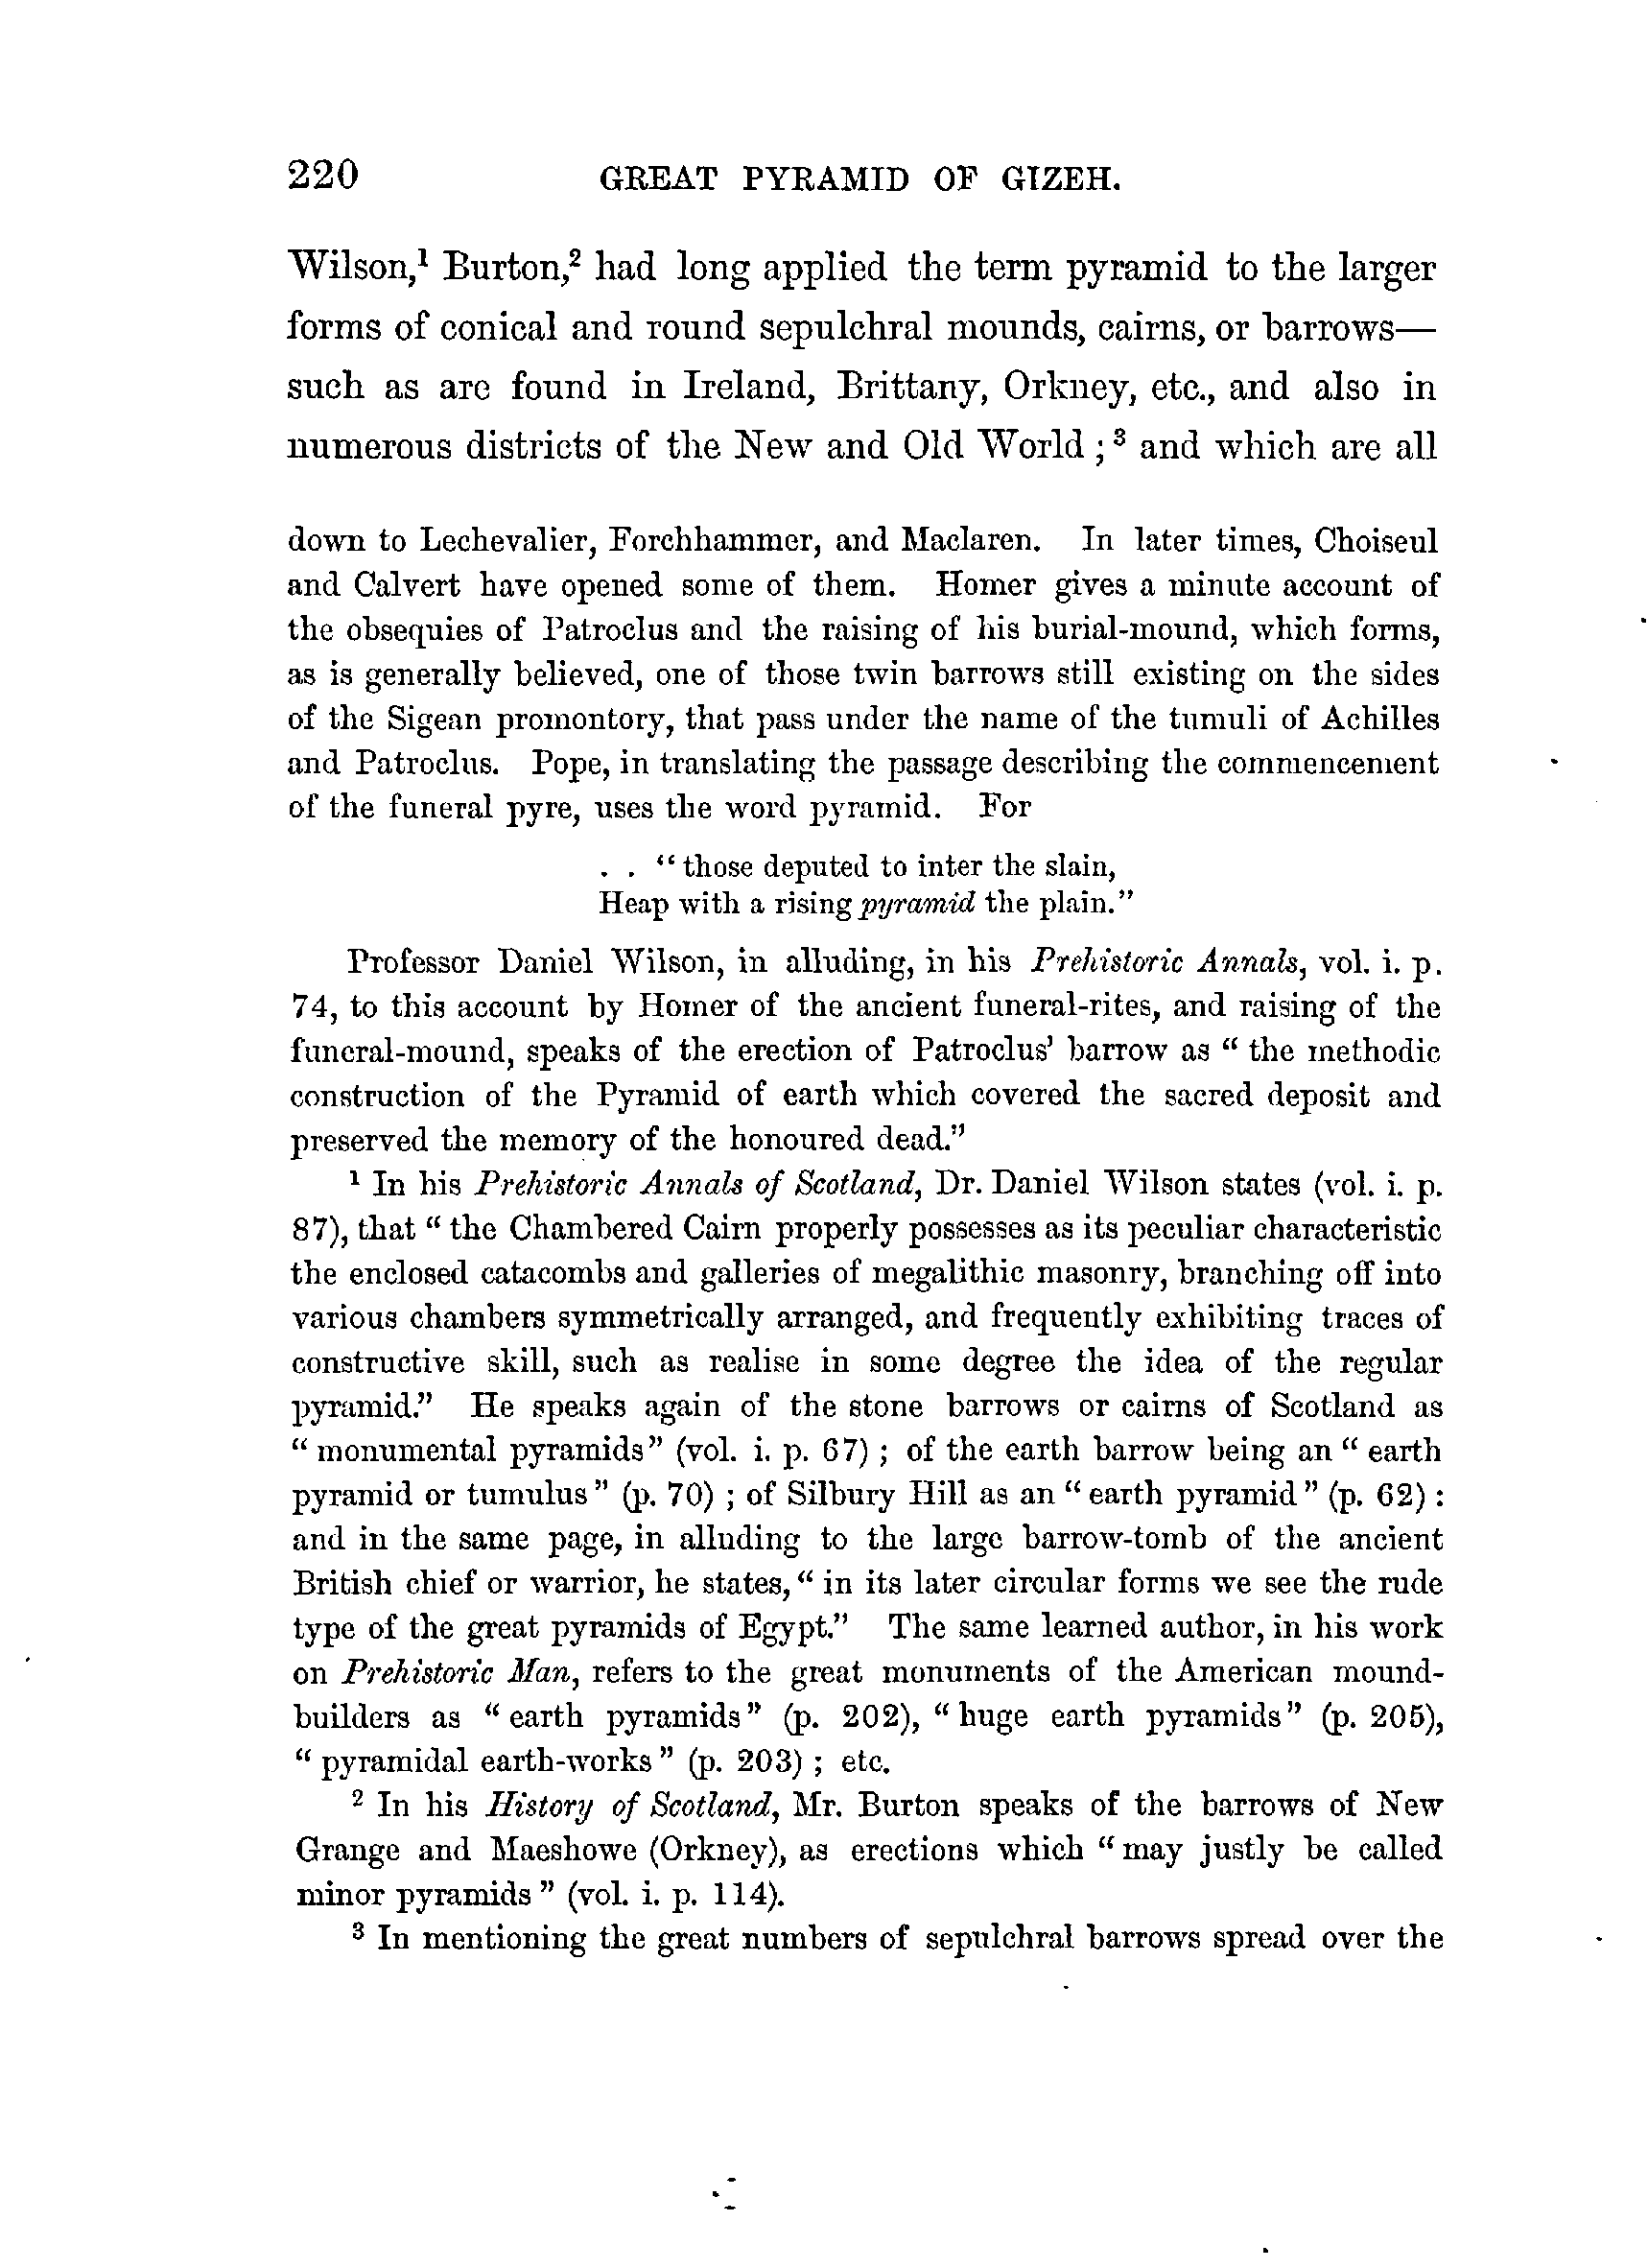 220 GREAT PYRAMID OF GIZEH.
Wilson,¹ Burton,² had long applied the term pyramid to the larger
forms of conical and round sepulchral mounds, cairns, or barrows—
such as are found in Ireland, Brittany, Orkney, etc., and also in
numerous districts of the New and Old World ; ³ and which are all
down to Lechevalier, Forchhammer, and Maclaren. In later times, Choiseul
and Calvert have opened some of them. Homer gives a minute account of
the obsequies of Patroclus and the raising of his burial-mound, which forms,
as is generally believed, one of those twin barrows still existing on the sides
of the Sigean promontory, that pass under the name of the tumuli of Achilles
and Patroclus. Pope, in translating the passage describing the commencement
of the funeral pyre, uses the word pyramid. For
. . “ those deputed to inter the slain,
Heap with a rising pyramid the plain.”
Professor Daniel Wilson, in alluding, in his Prehistoric Annals, vol. i. p.
74, to this account by Homer of the ancient funeral-rites, and raising of the
funeral-mound, speaks of the erection of Patroclus’ barrow as “ the methodic
construction of the Pyramid of earth which covered the sacred deposit and
preserved the memory of the honoured dead.”
¹ In his Prehistoric Annals of Scotland, Dr. Daniel Wilson states (vol. i. p.
87), that “ the Chambered Cairn properly possesses as its peculiar characteristic
the enclosed catacombs and galleries of megalithic masonry, branching off into
various chambers symmetrically arranged, and frequently exhibiting traces of
constructive skill, such as realise in some degree the idea of the regular
pyramid.” He speaks again of the stone barrows or cairns of Scotland as
“ monumental pyramids” (vol. i. p. 67) ; of the earth barrow being an “ earth
pyramid or tumulus ” (p. 70) ; of Silbury Hill as an “ earth pyramid ” (p. 62) :
and in the same page, in alluding to the large barrow-tomb of the ancient
British chief or warrior, he states, “ in its later circular forms we see the rude
type of the great pyramids of Egypt.” The same learned author, in his work
on Prehistoric Man, refers to the great monuments of the American mound-
builders as “ earth pyramids” (p. 202), “ huge earth pyramids” (p. 205),
“ pyramidal earth-works ” (p. 203) ; etc.
² In his History of Scotland, Mr. Burton speaks of the barrows of New
Grange and Maeshowe (Orkney), as erections which “ may justly be called
minor pyramids ” (vol. i. p. 114).
³ In mentioning the great numbers of sepulchral barrows spread over the